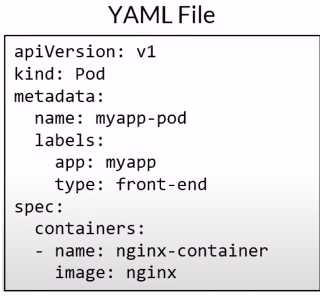 YAML File
apiVersion: v1
kind: Pod
metadata:
  name: myapp-pod
  labels:
    app: myapp
    type: front-end
spec:
  containers:
  - name: nginx-container
    image: nginx